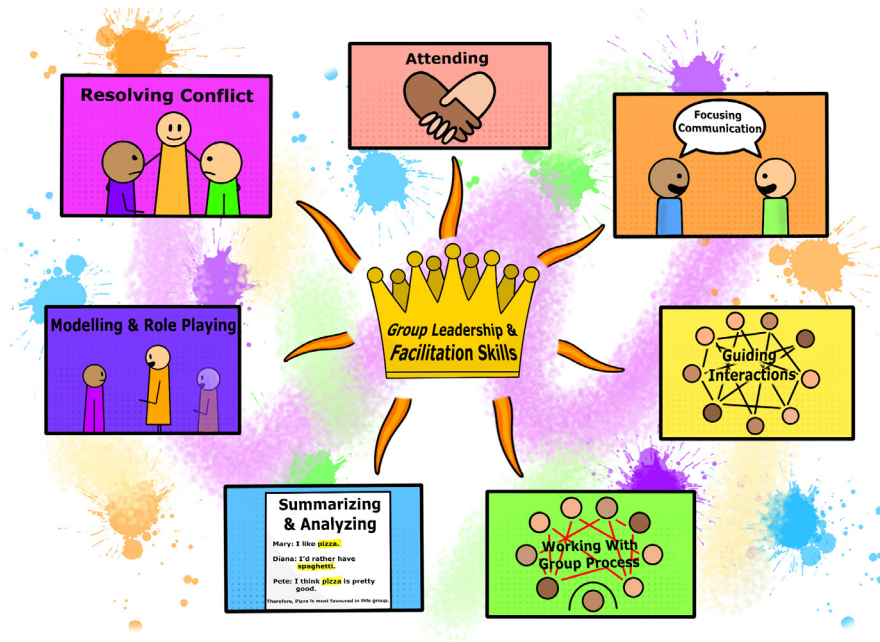 Attending
Resolving Conflict
Focusing
Communication
Group Leadership &
Facilitation Skills
Modelling & Role Playing
Guiding
Interactions
Summarizing
& Analyzing
Mary: I like pizza.
Diana: I'd rather have
spaghetti.
Pete: I think pizza is pretty
good.
Therefore, Pizza is most favoured in this group.
Working With
Group Process